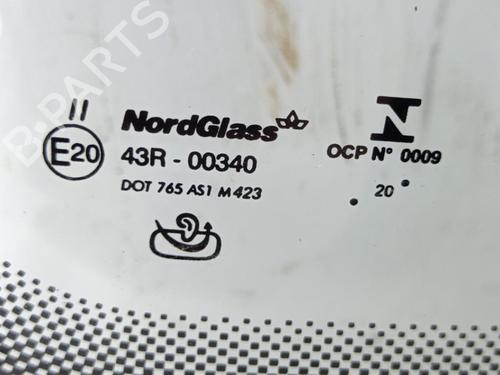 B-PARTS
II
E20
NordGlass
43R - 00340
DOT 765 AS1 M423
N
OCP N° 0009
. 20 •